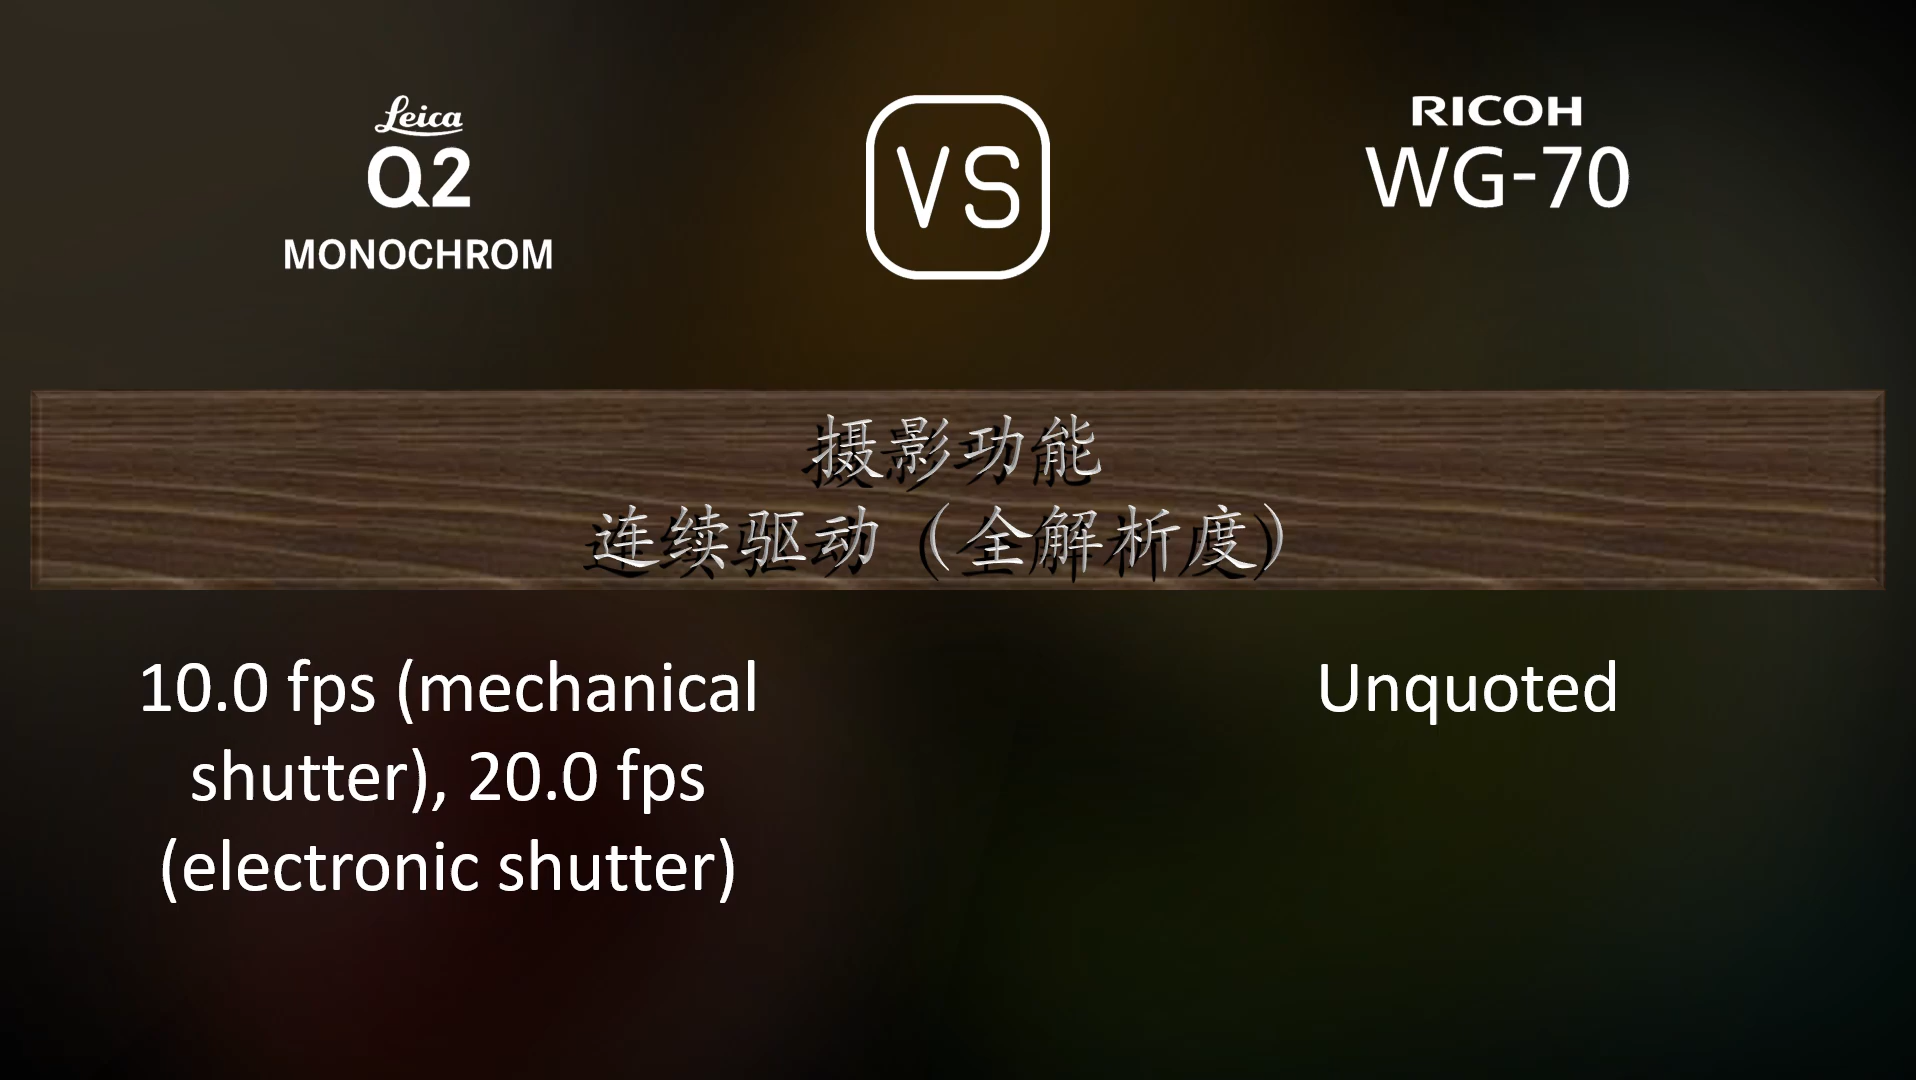 Leica
Q2
MONOCHROM
VS
RICOH
WG-70
摄影功能
连续驱动（全解析度）
10.0 fps (mechanical
shutter), 20.0 fps
(electronic shutter)
Unquoted